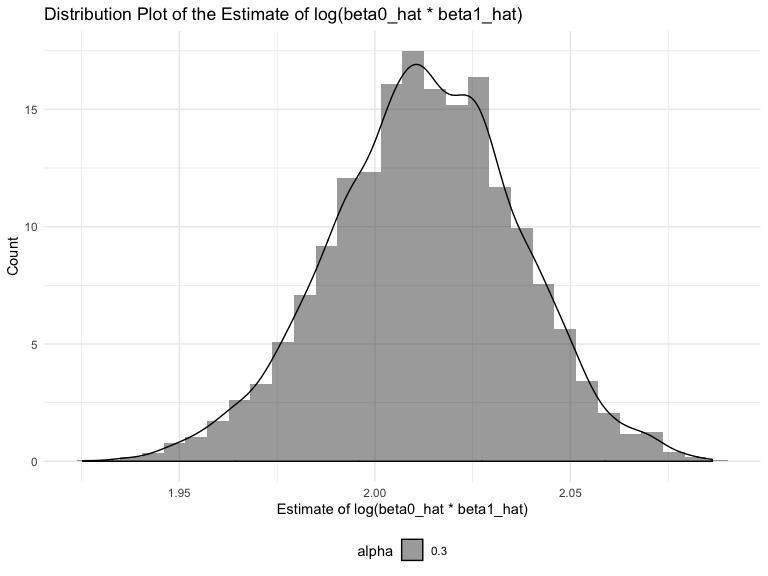 Distribution Plot of the Estimate of log(beta0_hat * beta1_hat)
Count
15
10
5
0
1.95 2.00 2.05
Estimate of log(beta0_hat * beta1_hat)
alpha 0.3